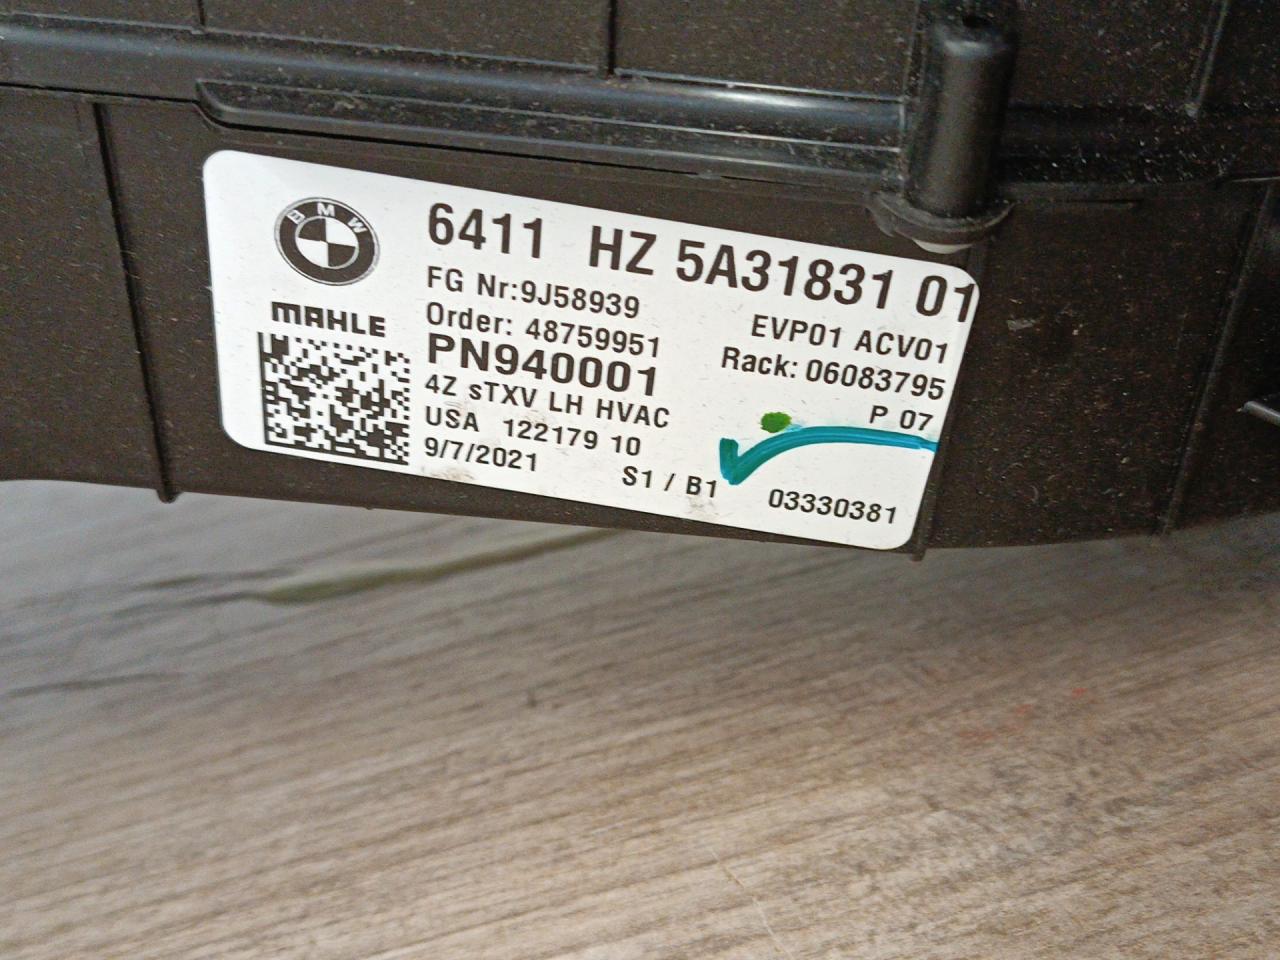 BMW
6411 HZ 5A31831 01
MAHLE
FG Nr:9J58939
EVP01 ACV01
Order: 48759951
Rack: 06083795
PN940001
P 07
4Z sTXV LH HVAC
USA 122179 10
9/7/2021
S1 / B1
03330381